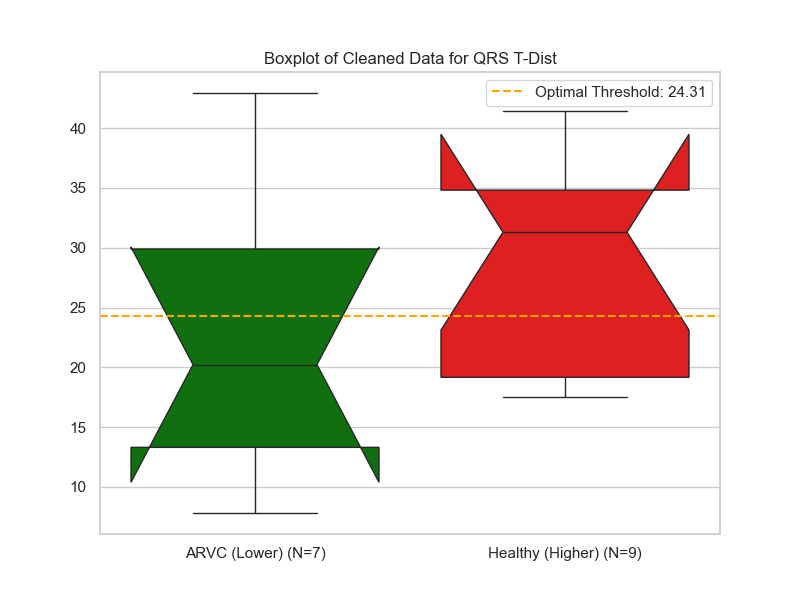 Boxplot of Cleaned Data for QRS T-Dist
Optimal Threshold: 24.31
40
35
30
25
20
15
10
ARVC (Lower) (N=7)
Healthy (Higher) (N=9)